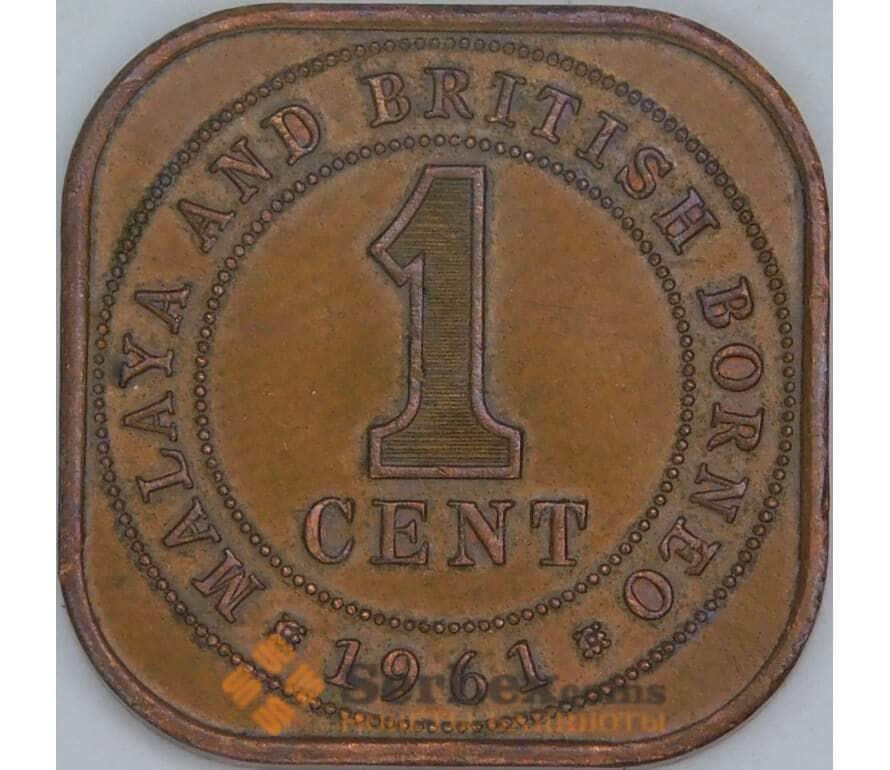 MALAYA AND BRITISH BORNEO
1
CENT
1961